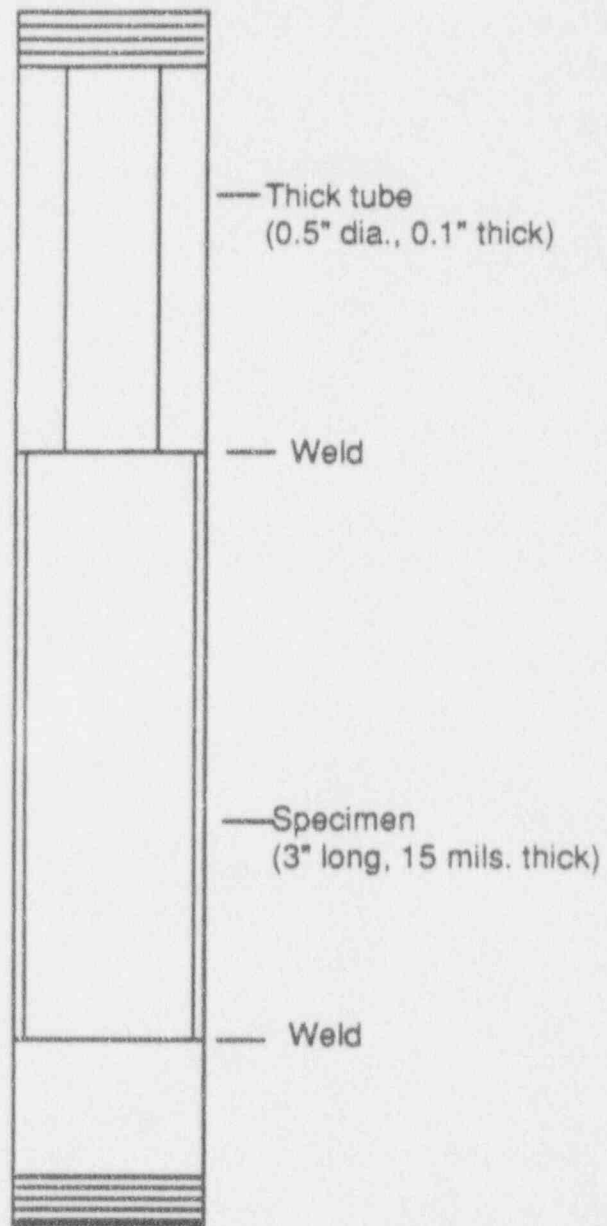 Thick tube
(0.5" dia., 0.1" thick)
Weld
Specimen
(3" long, 15 mils. thick)
Weld